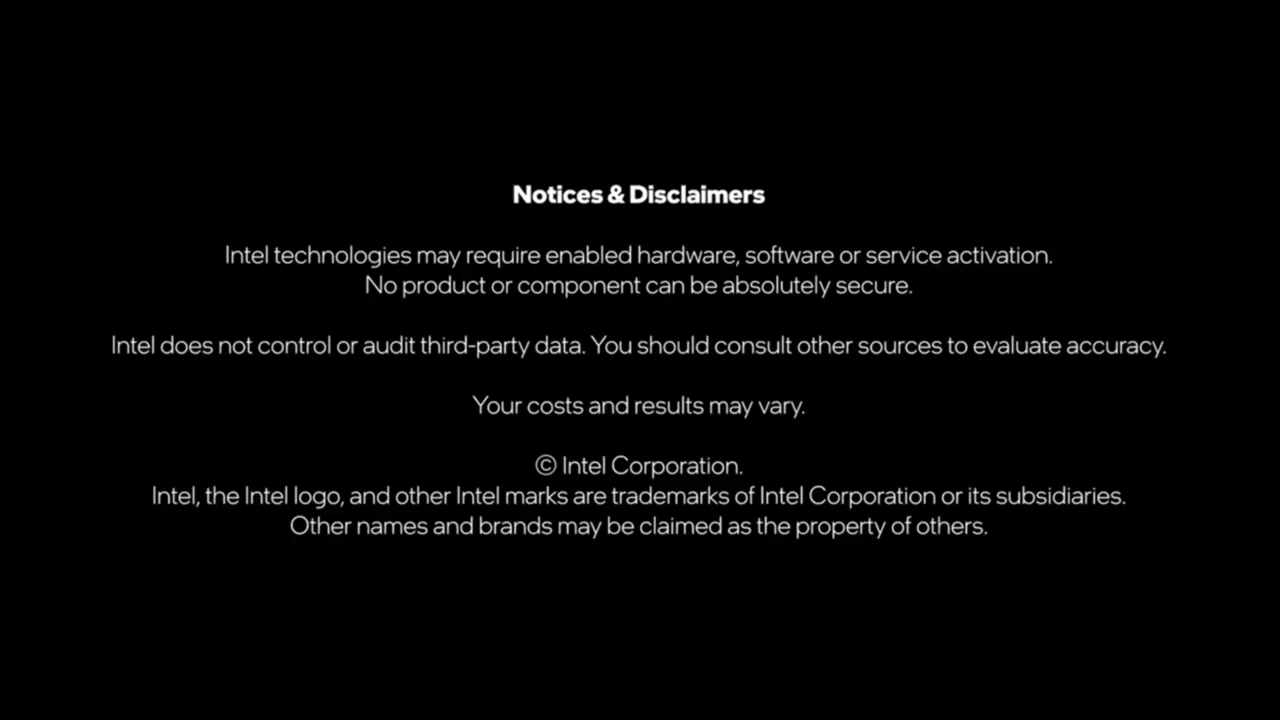 Notices & Disclaimers
Intel technologies may require enabled hardware, software or service activation.
No product or component can be absolutely secure.
Intel does not control or audit third-party data. You should consult other sources to evaluate accuracy.
Your costs and results may vary.
© Intel Corporation.
Intel, the Intel logo, and other Intel marks are trademarks of Intel Corporation or its subsidiaries.
Other names and brands may be claimed as the property of others.